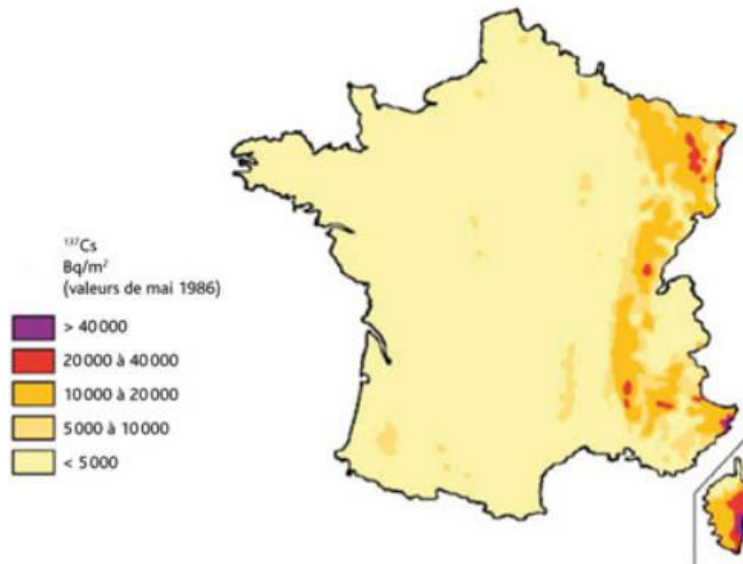 ¹³⁷Cs
Bq/m²
(valeurs de mai 1986)
> 40 000
20 000 à 40 000
10 000 à 20 000
5 000 à 10 000
< 5 000